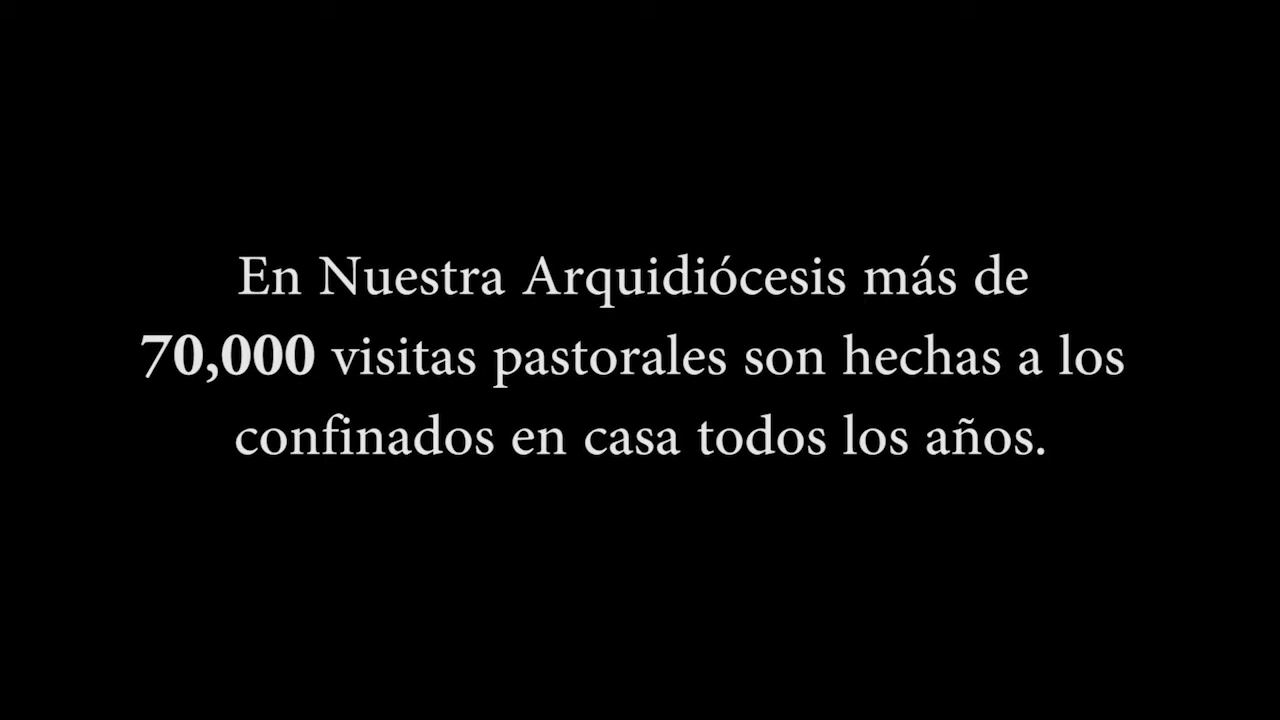 En Nuestra Arquidiócesis más de
70,000 visitas pastorales son hechas a los
confinados en casa todos los años.